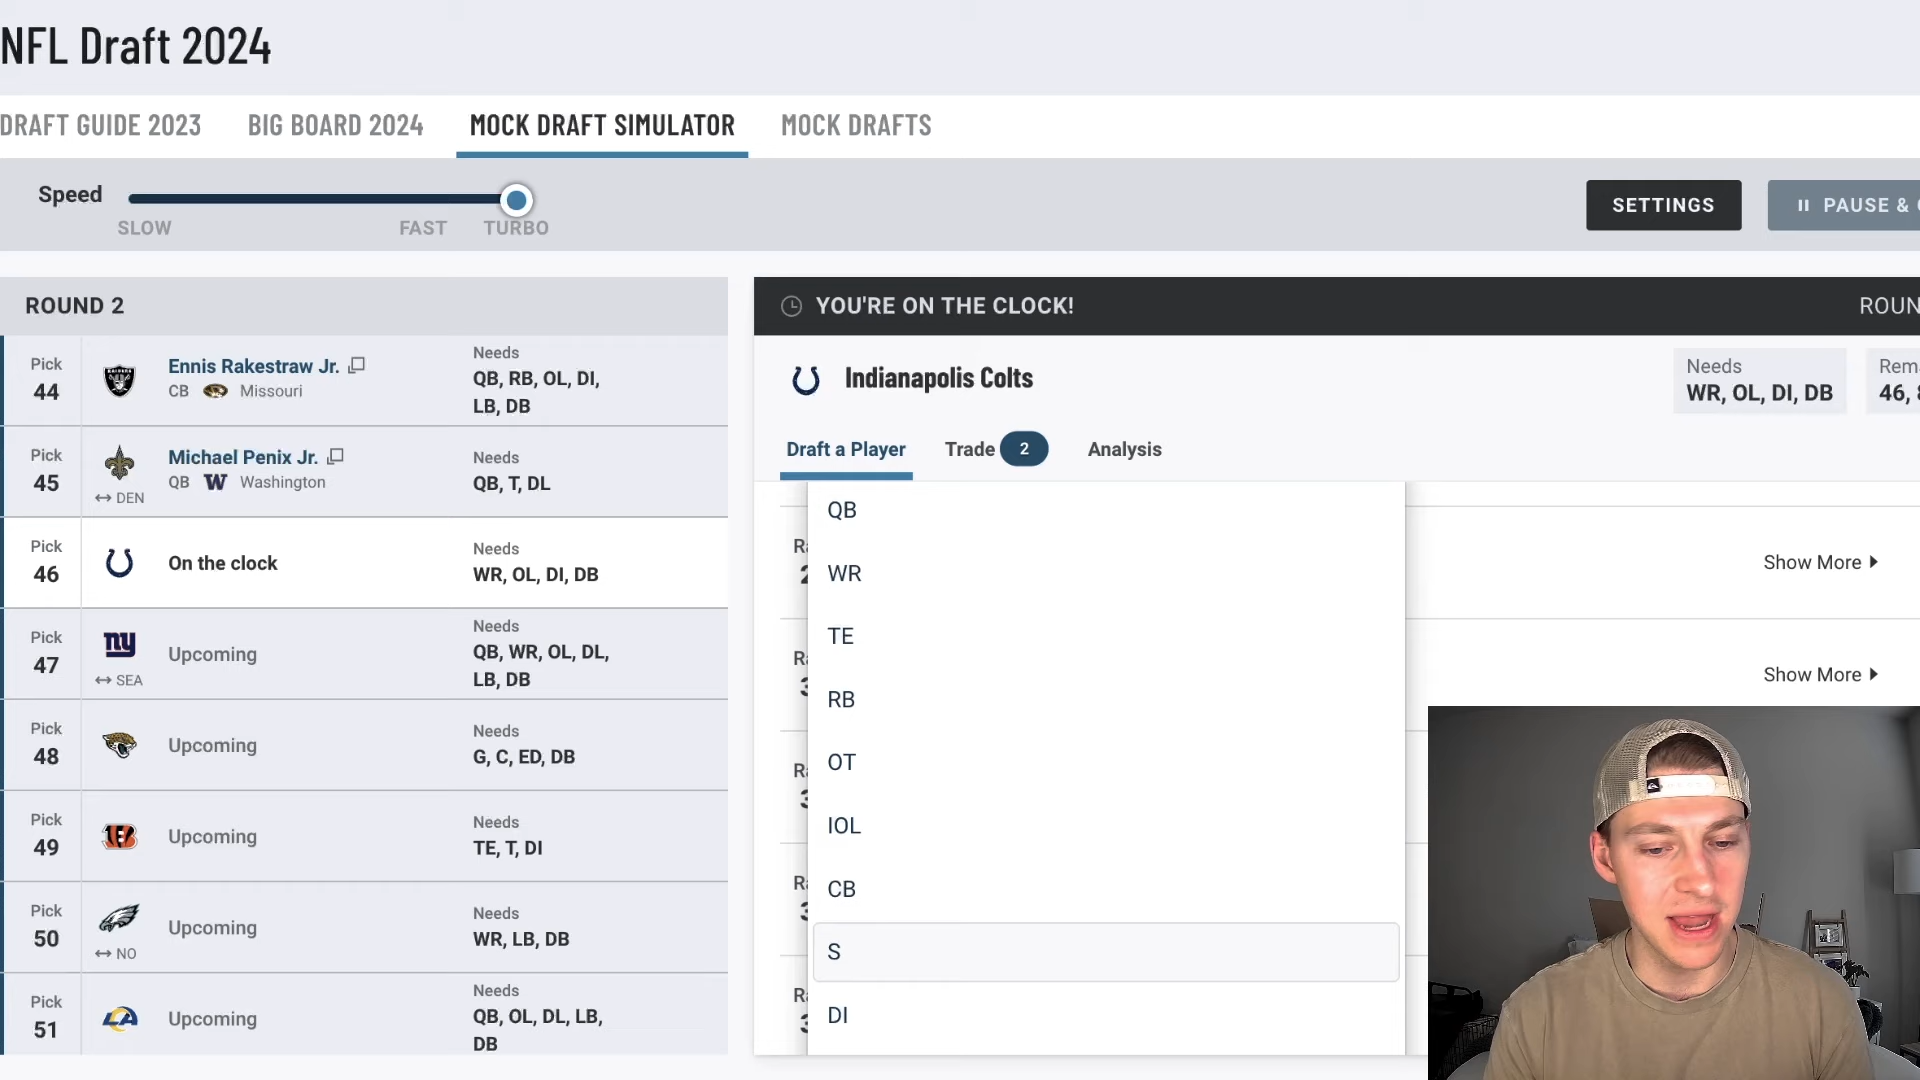 NFL Draft 2024
DRAFT GUIDE 2023
BIG BOARD 2024
MOCK DRAFT SIMULATOR
MOCK DRAFTS
Speed
SLOW
FAST
TURBO
SETTINGS
PAUSE &
ROUND 2
Pick
44
Ennis Rakestraw Jr.
CB Missouri
Needs
QB, RB, OL, DI,
LB, DB
Pick
45
DEN
Michael Penix Jr.
QB W Washington
Needs
QB, T, DL
Pick
46
On the clock
Needs
WR, OL, DI, DB
Pick
47
ny
SEA
Upcoming
Needs
QB, WR, OL, DL,
LB, DB
Pick
48
Upcoming
Needs
G, C, ED, DB
Pick
49
Upcoming
Needs
TE, T, DI
Pick
50
NO
Upcoming
Needs
WR, LB, DB
Pick
51
Upcoming
Needs
QB, OL, DL, LB,
DB
YOU'RE ON THE CLOCK!
ROUN
Indianapolis Colts
Needs
WR, OL, DI, DB
Rem
46,
Draft a Player
Trade 2
Analysis
QB
WR
TE
RB
OT
IOL
CB
S
DI
Show More
Show More